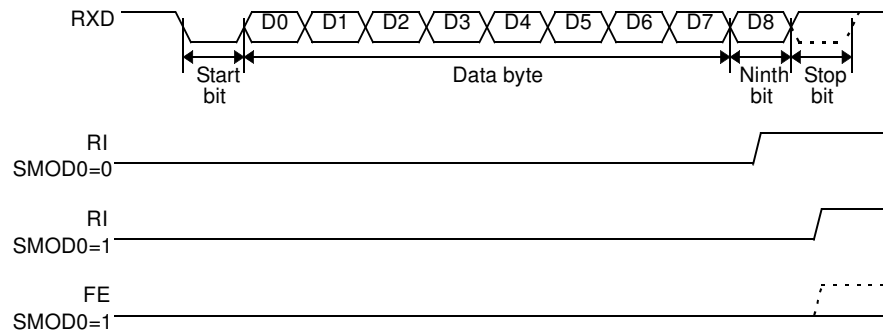 RXD D0 D1 D2 D3 D4 D5 D6 D7 D8
Start bit
Data byte
Ninth bit
Stop bit
RI
SMOD0=0
RI
SMOD0=1
FE
SMOD0=1